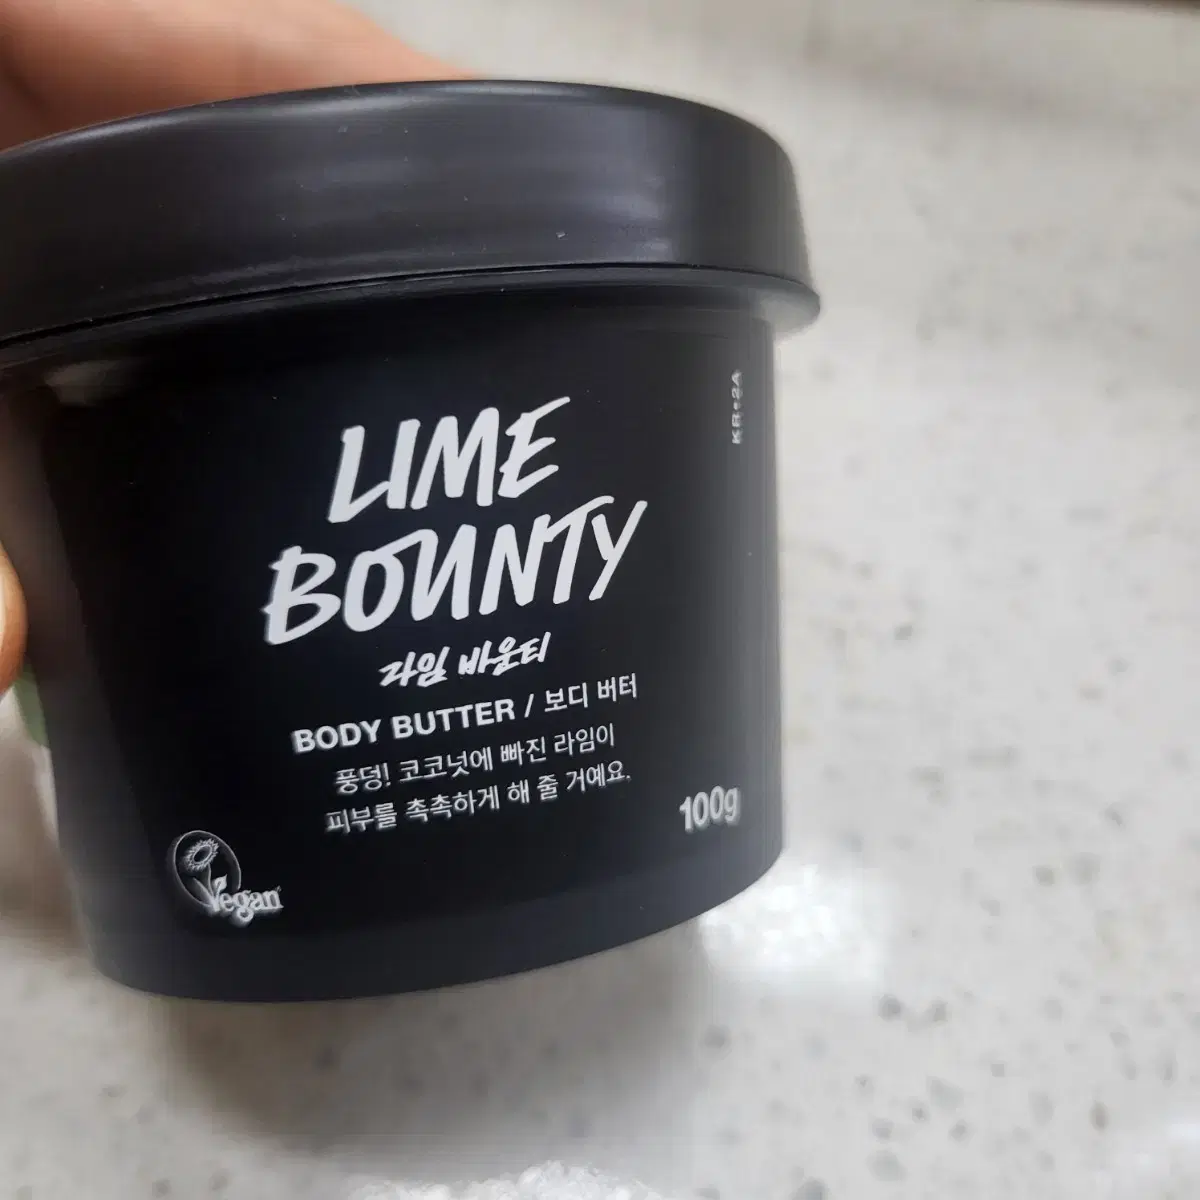 LIME
BOUNTY
라임 바운티
BODY BUTTER / 보디 버터
풍덩! 코코넛에 빠진 라임이
피부를 촉촉하게 해 줄 거예요.
100g
Vegan
KR•2A